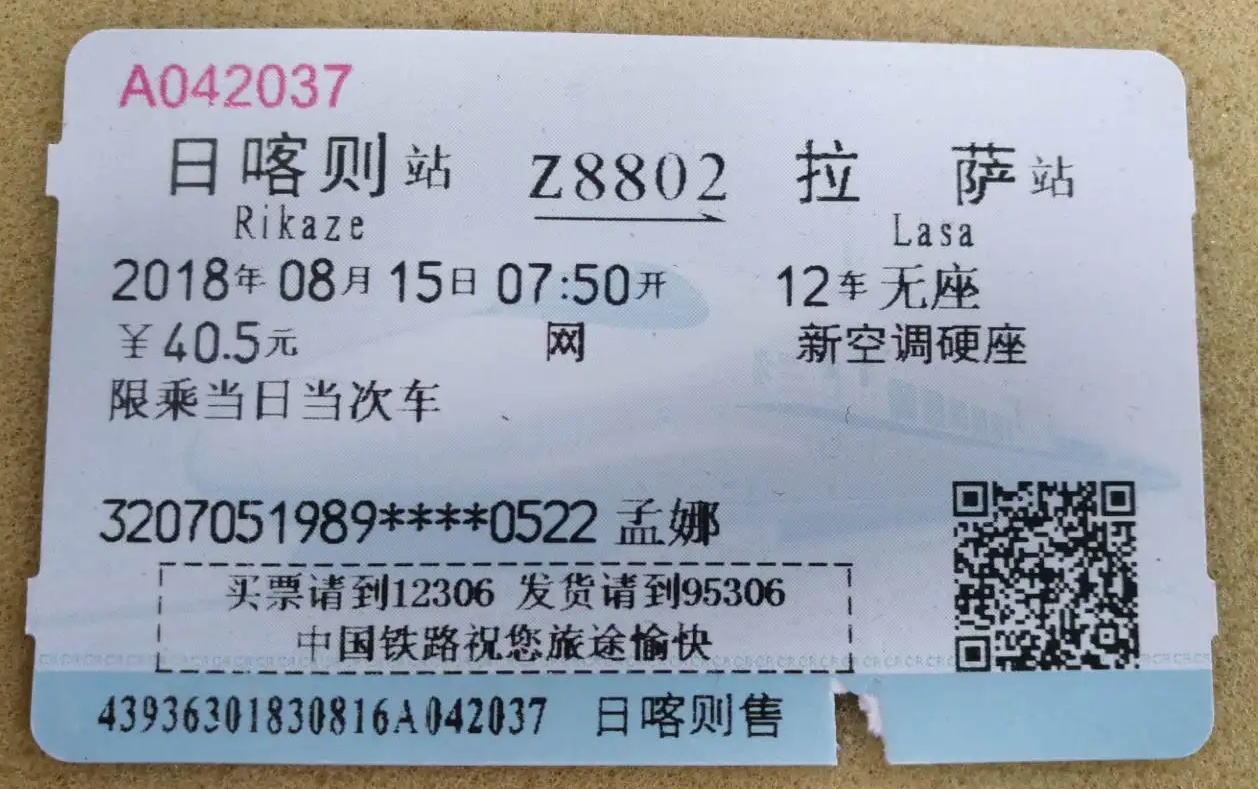 A042037
日喀则站 Z8802 拉萨站
Rikaze Lasa
2018年08月15日07:50开 12车无座
¥40.5元 网 新空调硬座
限乘当日当次车
3207051989****0522 孟娜
买票请到12306 发货请到95306
中国铁路祝您旅途愉快
43936301830816A042037 日喀则售